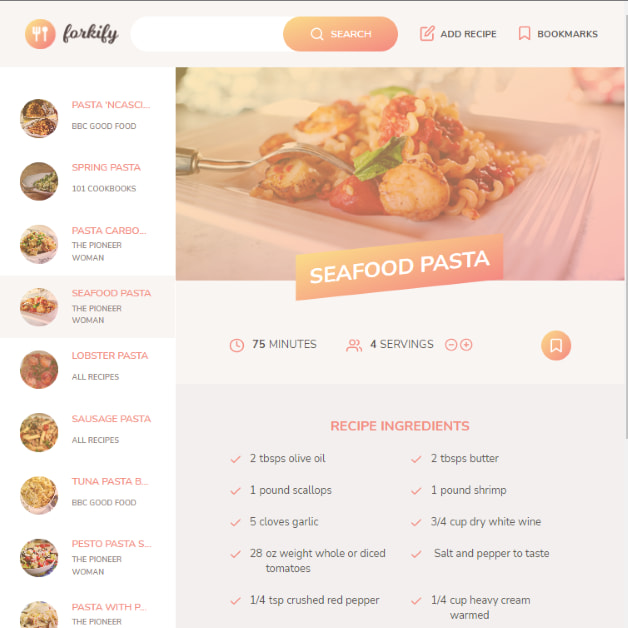 forkify
SEARCH
ADD RECIPE
BOOKMARKS
PASTA 'NCASCI...
BBC GOOD FOOD
SPRING PASTA
101 COOKBOOKS
PASTA CARBO...
THE PIONEER
WOMAN
SEAFOOD PASTA
THE PIONEER
WOMAN
LOBSTER PASTA
ALL RECIPES
SAUSAGE PASTA
ALL RECIPES
TUNA PASTA B...
BBC GOOD FOOD
PESTO PASTA S...
THE PIONEER
WOMAN
PASTA WITH P...
THE PIONEER
SEAFOOD PASTA
75 MINUTES
4 SERVINGS
RECIPE INGREDIENTS
2 tbsps olive oil
2 tbsps butter
1 pound scallops
1 pound shrimp
5 cloves garlic
3/4 cup dry white wine
28 oz weight whole or diced
tomatoes
Salt and pepper to taste
1/4 tsp crushed red pepper
1/4 cup heavy cream
warmed